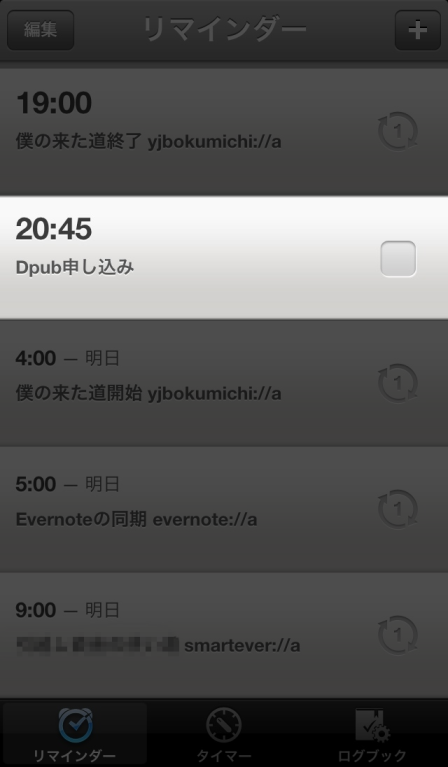 編集
リマインダー
+
19:00
僕の来た道終了 yjbokumichi://a
1
20:45
Dpub申し込み
4:00 — 明日
僕の来た道開始 yjbokumichi://a
1
5:00 — 明日
Evernoteの同期 evernote://a
1
9:00 — 明日
smartever://a
1
リマインダー
タイマー
ログブック